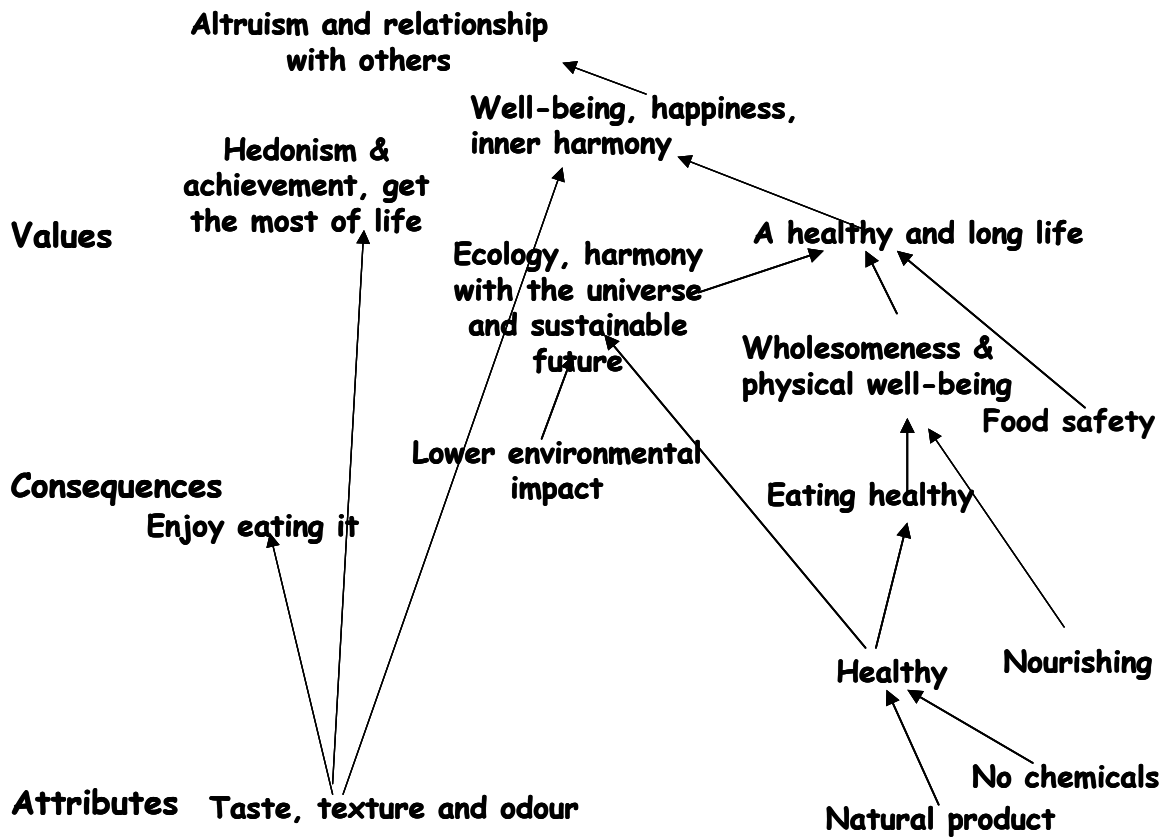 Altruism and relationship
with others
Well-being, happiness,
inner harmony
Hedonism &
achievement, get
the most of life
Values
A healthy and long life
Ecology, harmony
with the universe
and sustainable
future
Wholesomeness &
physical well-being
Food safety
Lower environmental
impact
Consequences
Eating healthy
Enjoy eating it
Healthy
Nourishing
No chemicals
Attributes
Taste, texture and odour
Natural product